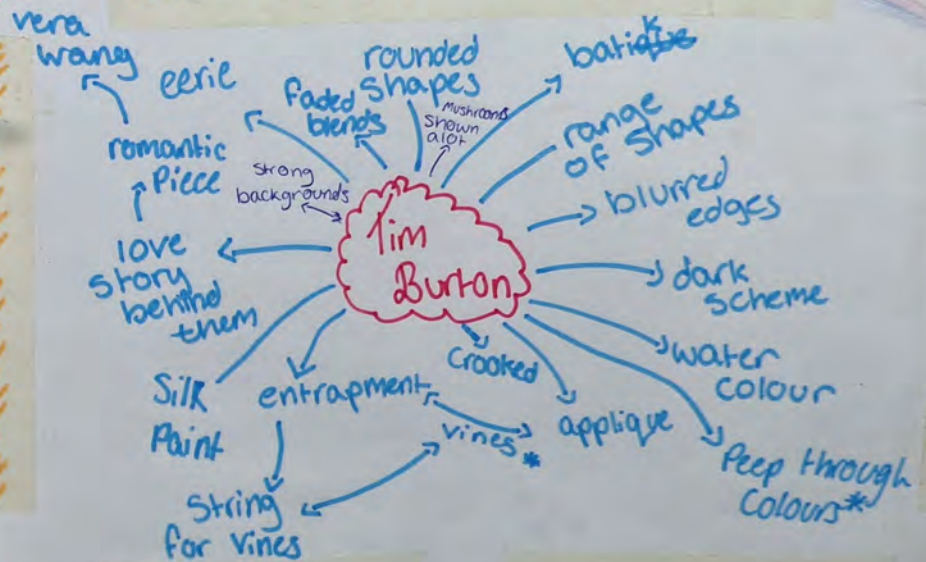 vera
wang
eerie
romantic
Piece
love
story
behind
them
strong
backgrounds
faded
blends
rounded
shapes
Mushrooms
shown
alot
batik
range
of shapes
blurred
edges
dark
scheme
water
colour
Peep through
colours*
applique
crooked
vines*
entrapment
String
for vines
Silk
Paint
Tim
Burton